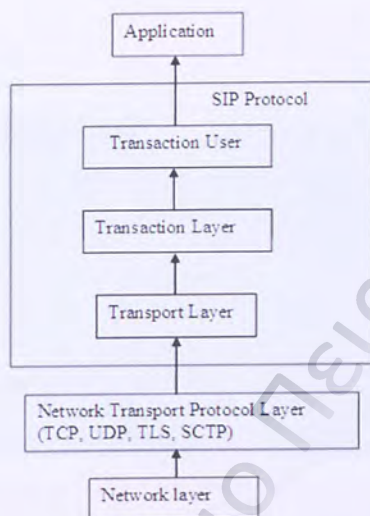 Application
SIP Protocol
Transaction User
Transaction Layer
Transport Layer
Network Transport Protocol Layer
(TCP, UDP, TLS, SCTP)
Network layer